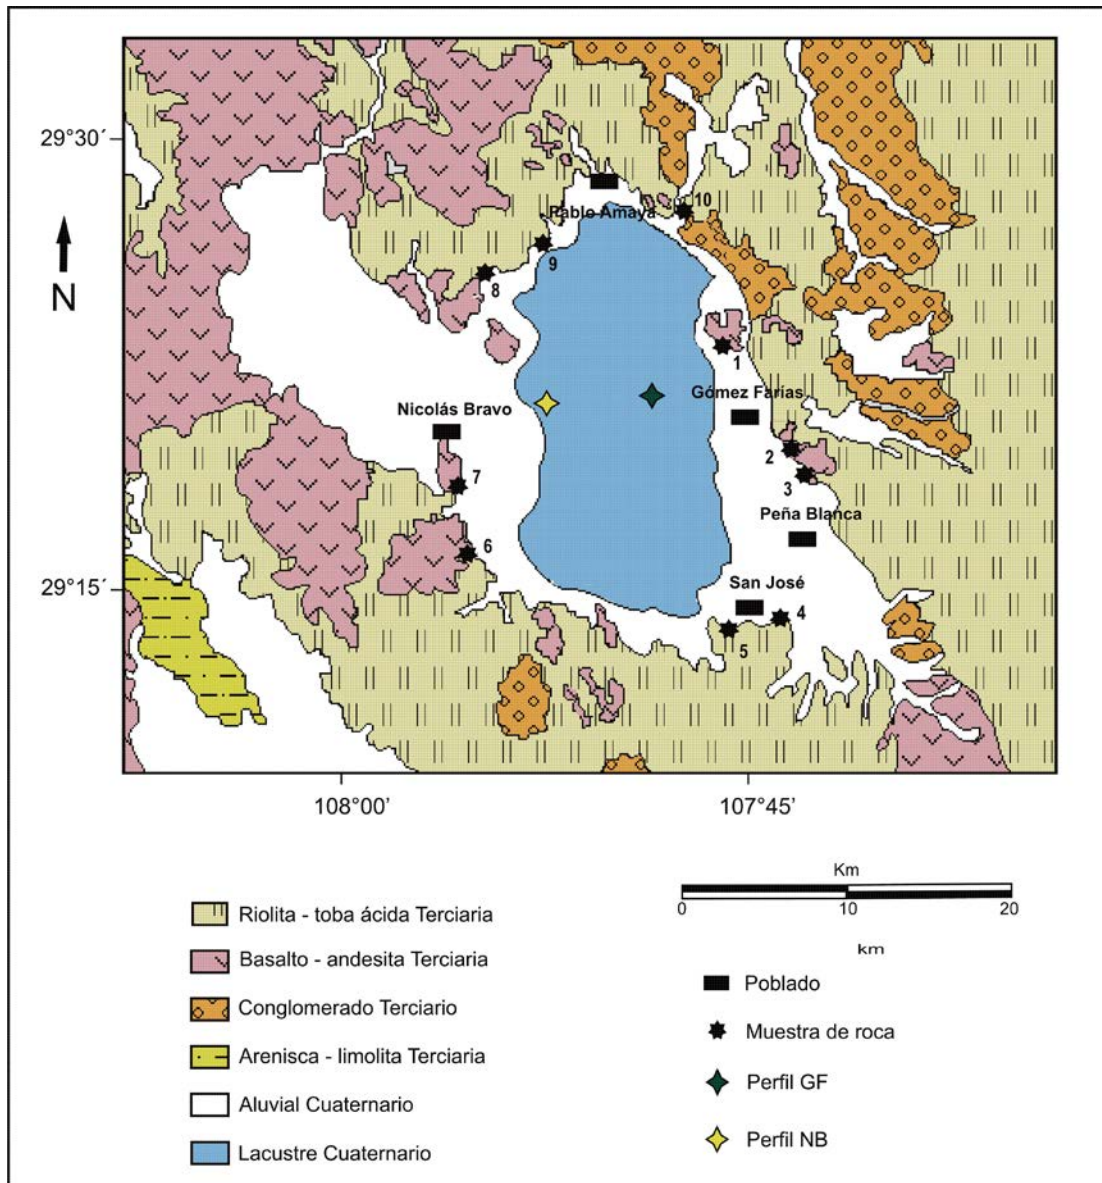 29°30´
Pablo Amaya
10
9
8
N
1
Gómez Farías
Nicolás Bravo
2
7
3
Peña Blanca
6
San José
29°15´
4
5
108°00´
107°45´
Km
0 10 20
km
Riolita - toba ácida Terciaria
Basalto - andesita Terciaria
Conglomerado Terciario
Arenisca - limolita Terciaria
Aluvial Cuaternario
Lacustre Cuaternario
Poblado
Muestra de roca
Perfil GF
Perfil NB